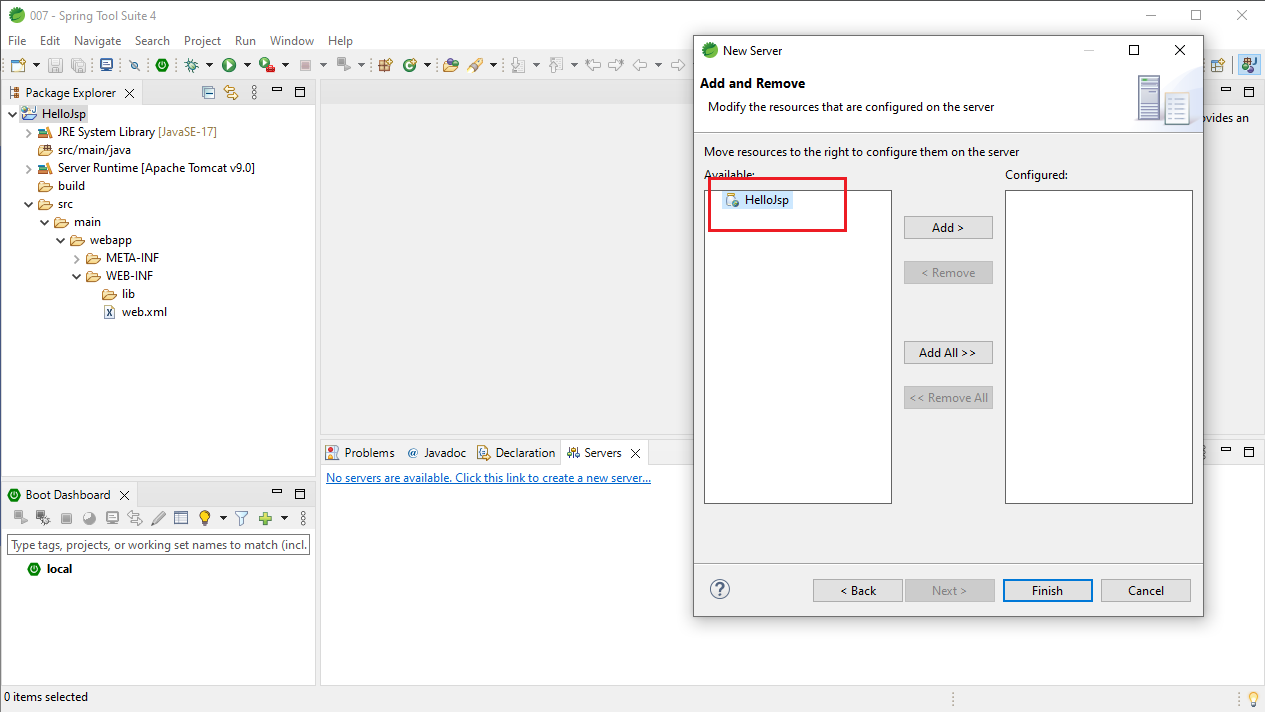 007 - Spring Tool Suite 4
File Edit Navigate Search Project Run Window Help
Package Explorer
HelloJsp
JRE System Library [JavaSE-17]
src/main/java
Server Runtime [Apache Tomcat v9.0]
build
src
main
webapp
META-INF
WEB-INF
lib
web.xml
Boot Dashboard
Type tags, projects, or working set names to match (incl.
local
0 items selected
Problems @ Javadoc Declaration Servers
No servers are available. Click this link to create a new server...
vides an
New Server
Add and Remove
Modify the resources that are configured on the server
Move resources to the right to configure them on the server
Available:
Configured:
HelloJsp
Add >
< Remove
Add All >>
<< Remove All
?
< Back Next > Finish Cancel